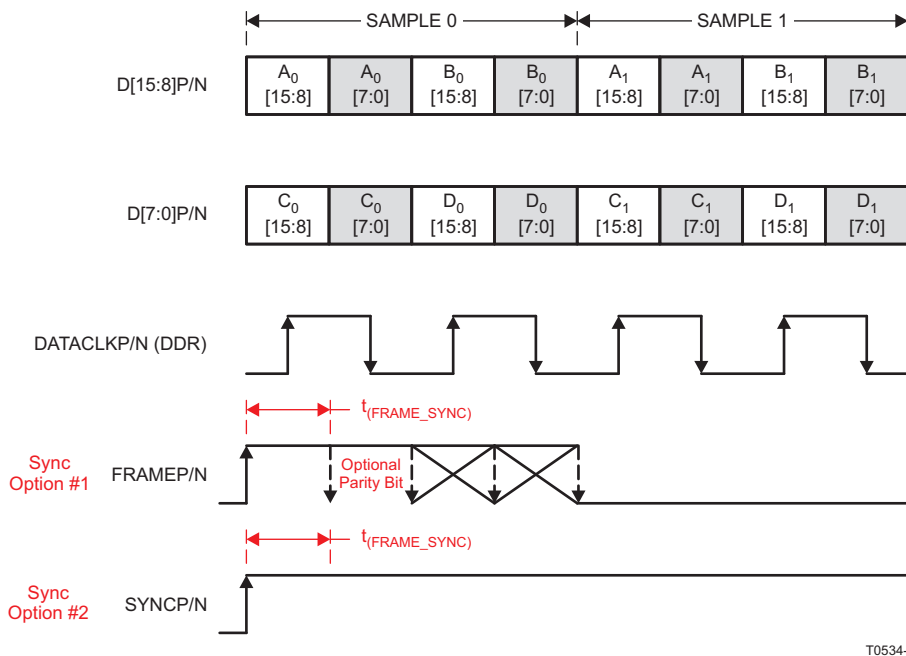 SAMPLE 0 SAMPLE 1
D[15:8]P/N
A0 A0 B0 B0 A1 A1 B1 B1
[15:8] [7:0] [15:8] [7:0] [15:8] [7:0] [15:8] [7:0]
D[7:0]P/N
C0 C0 D0 D0 C1 C1 D1 D1
[15:8] [7:0] [15:8] [7:0] [15:8] [7:0] [15:8] [7:0]
DATACLKP/N (DDR)
t(FRAME_SYNC)
Sync
Option #1
FRAMEP/N
Optional
Parity Bit
t(FRAME_SYNC)
Sync
Option #2
SYNCP/N
T0534-